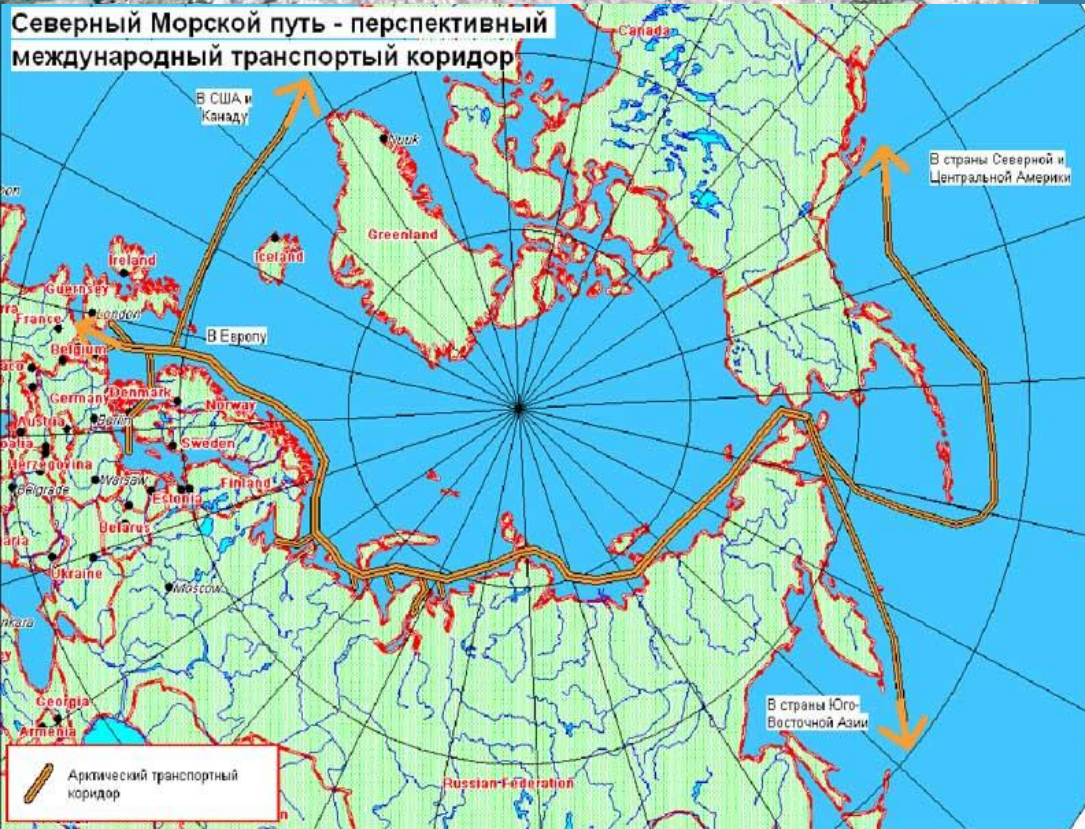 Северный Морской путь - перспективный
международный транспортый коридор
Canada
В США и
Канаду
Nuuk
В страны Северной и
Центральной Америки
Greenland
Iceland
Ireland
Guernsey
London
France
В Европу
Belgium
Denmark
Germany
Norway
Berlin
Austria
Sweden
Herzegovina
Warsaw
Finland
Belgrade
Estonia
Belarus
Ukraine
Moscow
Georgia
Armenia
В страны Юго-
Восточной Азии
Арктический транспортный
коридор
Russian Federation